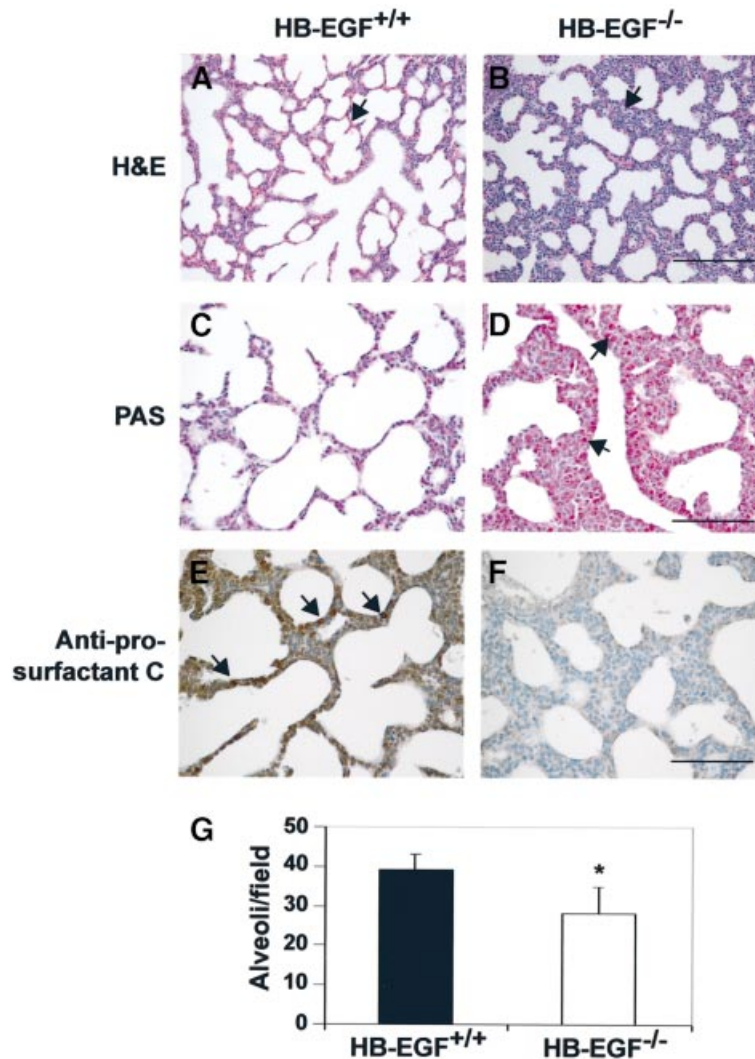 HB-EGF+/+ HB-EGF-/-
A B
H&E
C D
PAS
E F
Anti-pro-
surfactant C
G
50
40
30
20
10
0
Alveoli/field
*
HB-EGF+/+ HB-EGF-/-